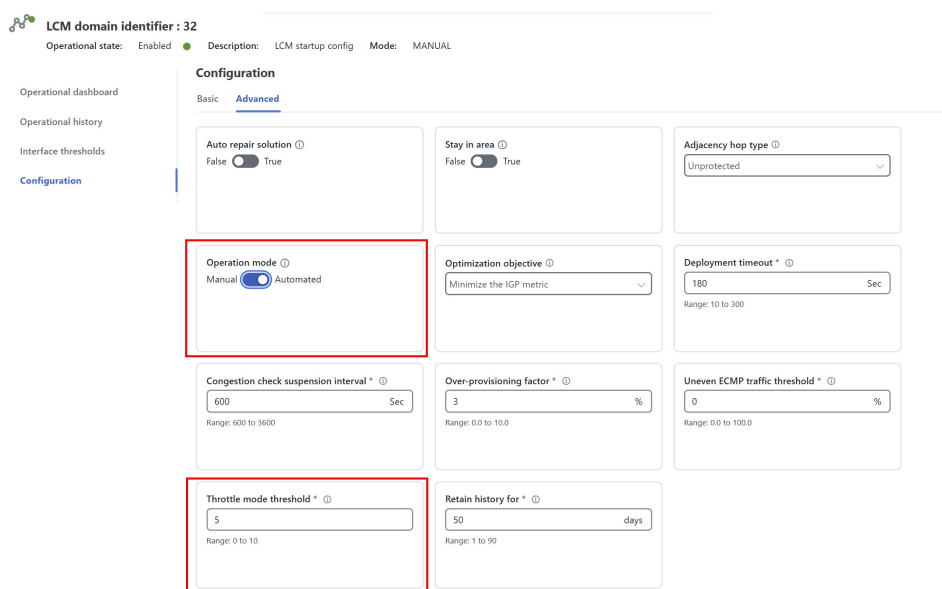 LCM domain identifier : 32
Operational state: Enabled Description: LCM startup config Mode: MANUAL
Operational dashboard
Operational history
Interface thresholds
Configuration
Configuration
Basic Advanced
Auto repair solution
False True
Stay in area
False True
Adjacency hop type
Unprotected
Operation mode
Manual Automated
Optimization objective
Minimize the IGP metric
Deployment timeout *
180 Sec
Range: 10 to 300
Congestion check suspension interval *
600 Sec
Range: 600 to 3600
Over-provisioning factor *
3 %
Range: 0.0 to 10.0
Uneven ECMP traffic threshold *
0 %
Range: 0.0 to 100.0
Throttle mode threshold *
5
Range: 0 to 10
Retain history for *
50 days
Range: 1 to 90